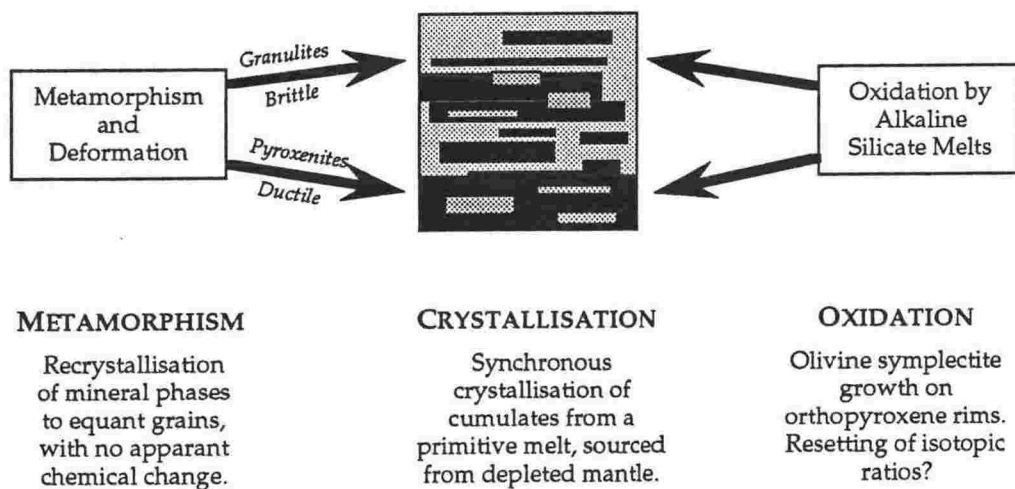 Granulites
Brittle
Metamorphism
and
Deformation
Pyroxenites
Ductile
Oxidation by
Alkaline
Silicate Melts
METAMORPHISM
Recrystallisation
of mineral phases
to equant grains,
with no apparant
chemical change.
CRYSTALLISATION
Synchronous
crystallisation of
cumulates from a
primitive melt, sourced
from depleted mantle.
OXIDATION
Olivine symplectite
growth on
orthopyroxene rims.
Resetting of isotopic
ratios?